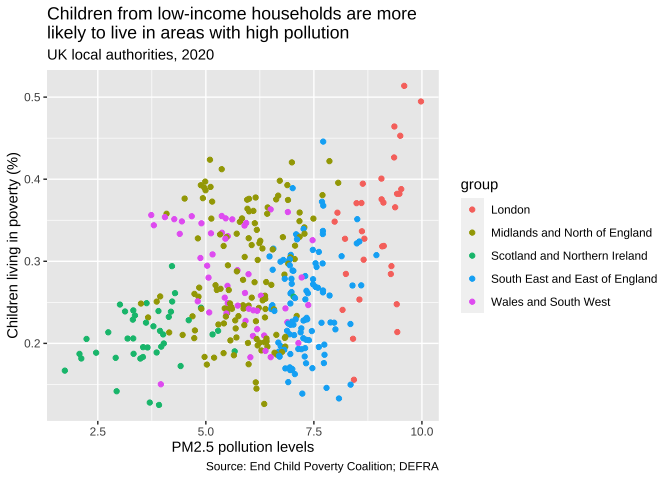 Children from low-income households are more
likely to live in areas with high pollution
UK local authorities, 2020
Children living in poverty (%)
0.5
0.4
0.3
0.2
2.5
5.0
7.5
10.0
PM2.5 pollution levels
group
London
Midlands and North of England
Scotland and Northern Ireland
South East and East of England
Wales and South West
Source: End Child Poverty Coalition; DEFRA